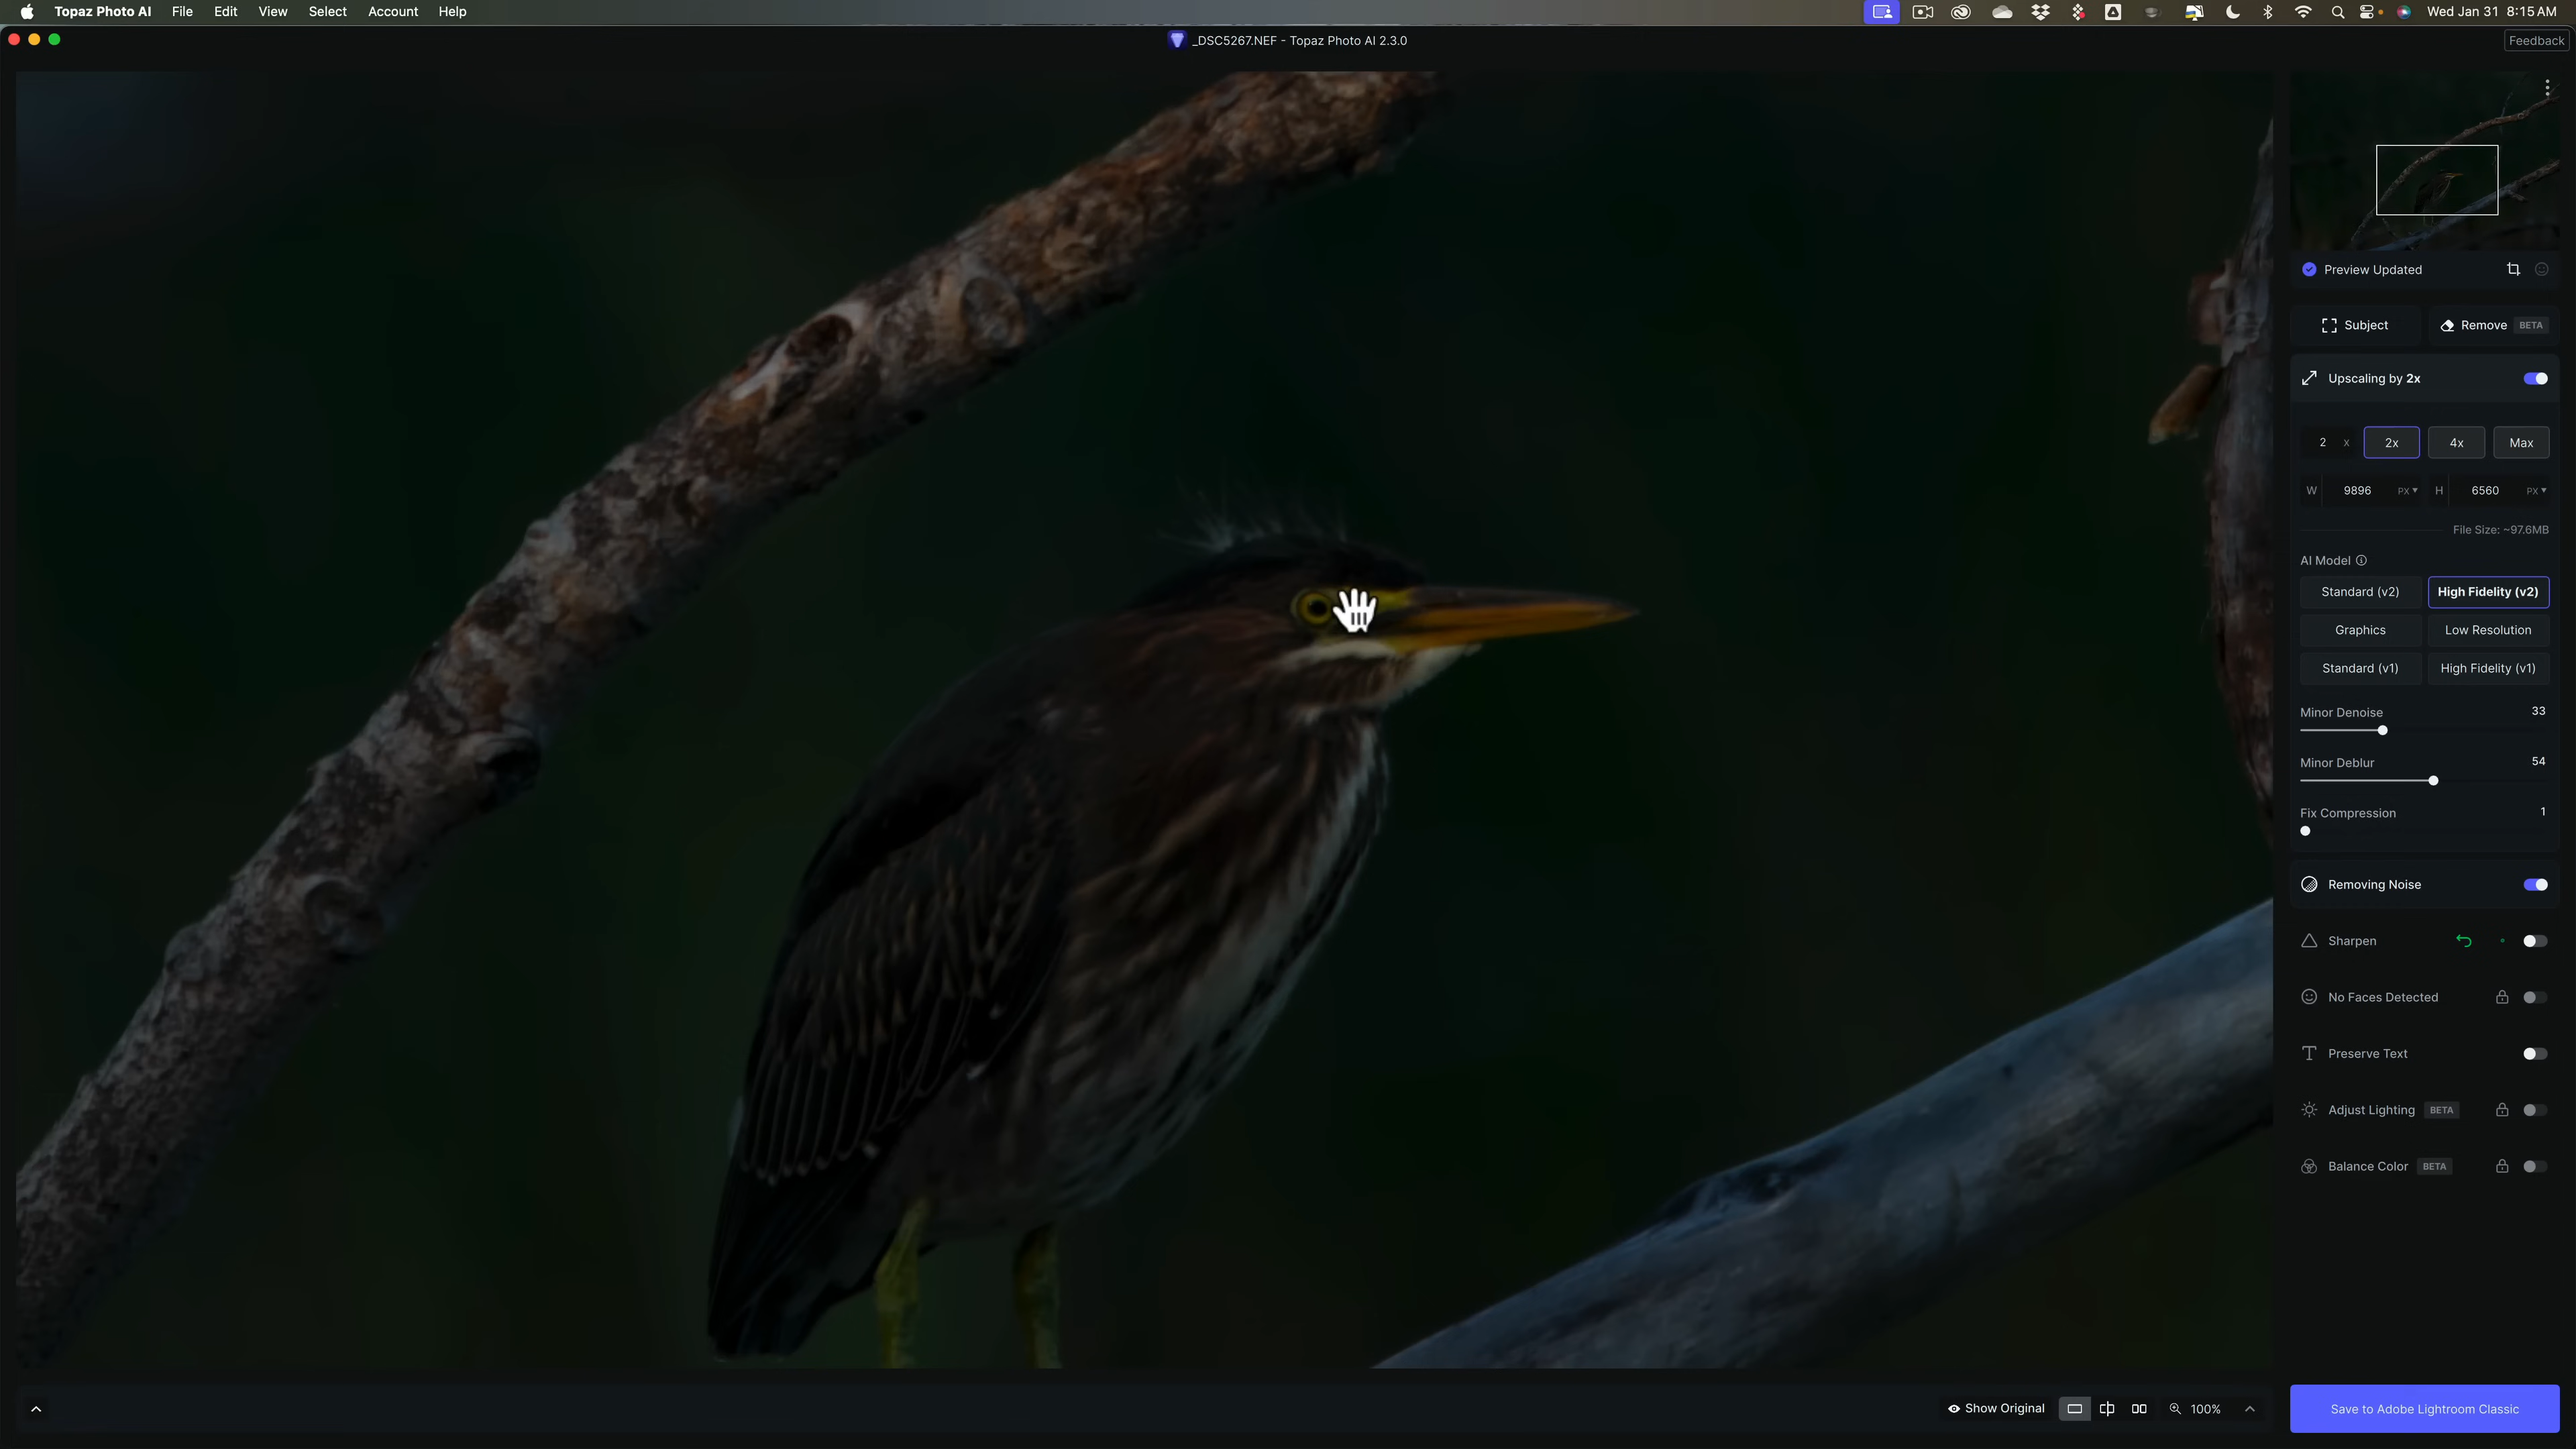 Topaz Photo AI File Edit View Select Account Help Wed Jan 31 8:15 AM
_DSC5267.NEF - Topaz Photo AI 2.3.0
Feedback
Preview Updated
Subject Remove BETA
Upscaling by 2x
2 x 2x 4x Max
W 9896 PX H 6560 PX
File Size: ~97.6MB
AI Model
Standard (v2) High Fidelity (v2)
Graphics Low Resolution
Standard (v1) High Fidelity (v1)
Minor Denoise 33
Minor Deblur 54
Fix Compression 1
Removing Noise
Sharpen
No Faces Detected
Preserve Text
Adjust Lighting BETA
Balance Color BETA
Show Original 100% Save to Adobe Lightroom Classic